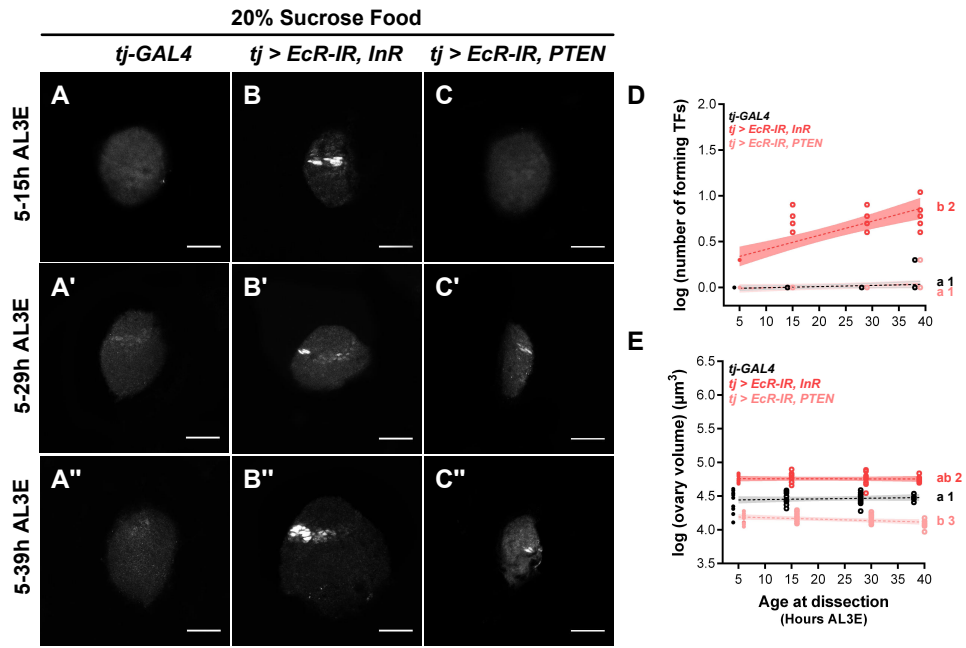 20% Sucrose Food
tj-GAL4 tj > EcR-IR, InR tj > EcR-IR, PTEN
5-15h AL3E
A B C
5-29h AL3E
A' B' C'
5-39h AL3E
A" B" C"
D
log (number of forming TFs)
2.0
1.5
1.0
0.5
0.0
tj-GAL4
tj > EcR-IR, InR
tj > EcR-IR, PTEN
b 2
a 1
a 1
5 10 15 20 25 30 35 40
E
log (ovary volume) (µm³)
6.5
6.0
5.5
5.0
4.5
4.0
3.5
tj-GAL4
tj > EcR-IR, InR
tj > EcR-IR, PTEN
ab 2
a 1
b 3
5 10 15 20 25 30 35 40
Age at dissection
(Hours AL3E)